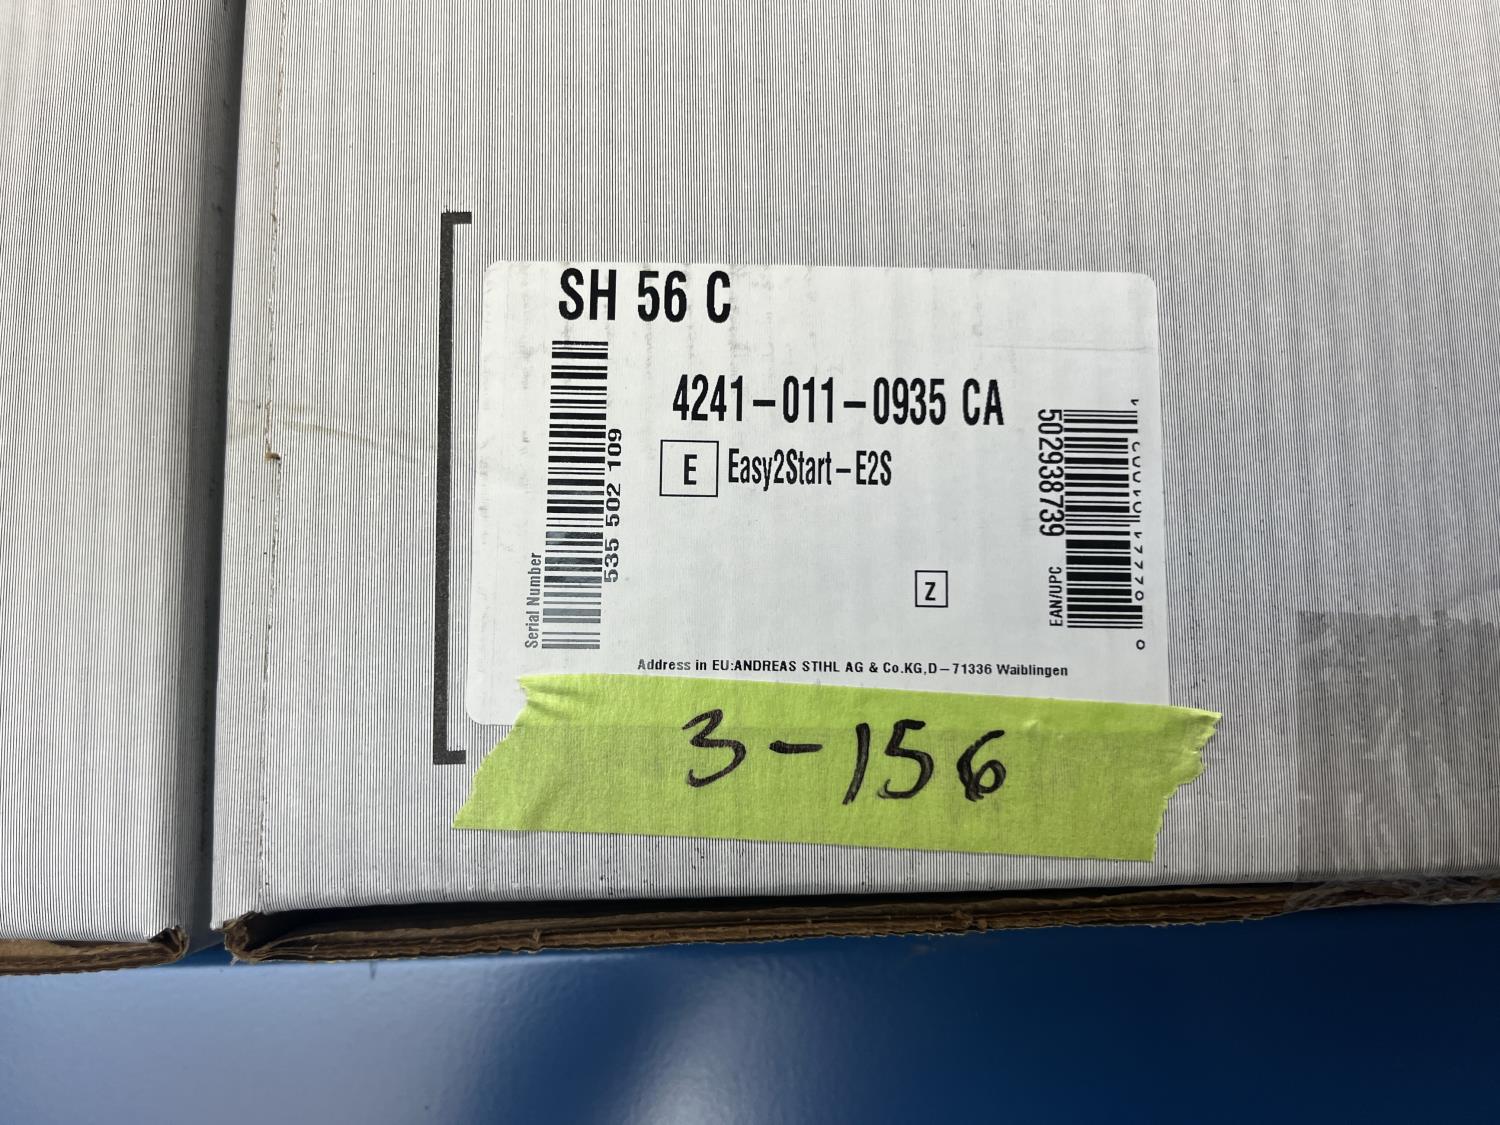 SH 56 C
4241-011-0935 CA
E Easy2Start-E2S
Serial Number
535 502 109
502938739
EAN/UPC
Z
Address in EU:ANDREAS STIHL AG & Co.KG,D-71336 Waiblingen
3-156